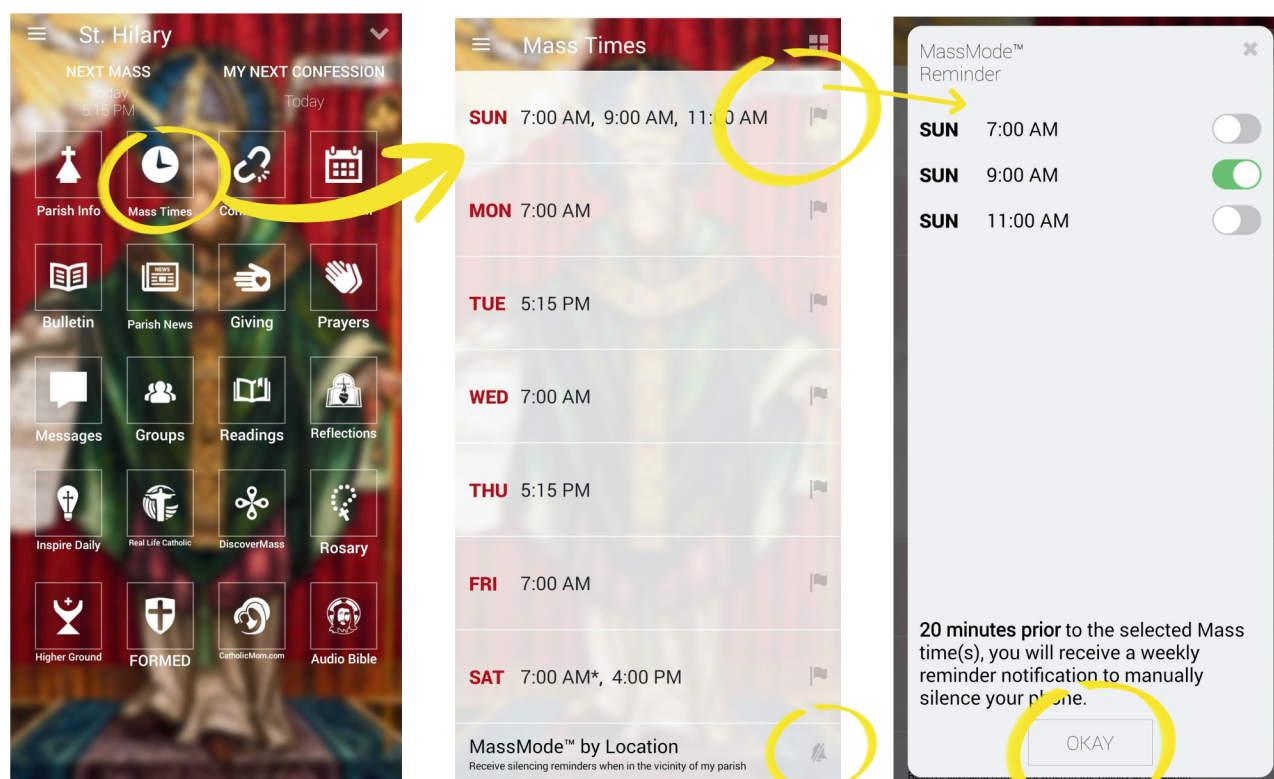 St. Hilary
NEXT MASS
Today
5:15 PM
MY NEXT CONFESSION
Today
Parish Info
Mass Times
Bulletin
Parish News
Giving
Prayers
NEWS
Messages
Groups
Readings
Reflections
Inspire Daily
Real Life Catholic
DiscoverMass
Rosary
Higher Ground
FORMED
CatholicMom.com
Audio Bible
Mass Times
SUN 7:00 AM, 9:00 AM, 11:00 AM
MON 7:00 AM
TUE 5:15 PM
WED 7:00 AM
THU 5:15 PM
FRI 7:00 AM
SAT 7:00 AM*, 4:00 PM
MassMode™ by Location
Receive silencing reminders when in the vicinity of my parish
MassMode™
Reminder
SUN 7:00 AM
SUN 9:00 AM
SUN 11:00 AM
20 minutes prior to the selected Mass
time(s), you will receive a weekly
reminder notification to manually
silence your phone.
OKAY